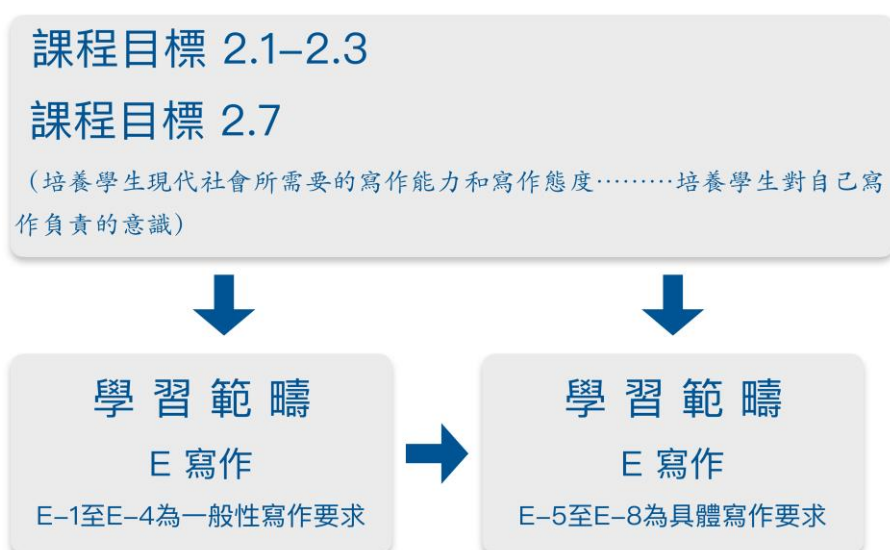 課程目標 2.1–2.3
課程目標 2.7
（培養學生現代社會所需要的寫作能力和寫作態度………培養學生對自己寫
作負責的意識）
學習範疇
E 寫作
E–1至E–4為一般性寫作要求
學習範疇
E 寫作
E–5至E–8為具體寫作要求